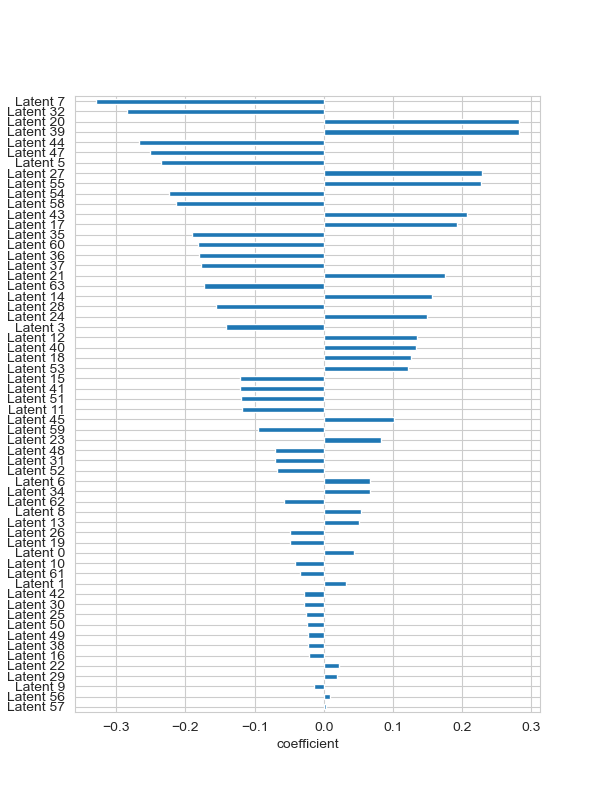 Latent 7
Latent 32
Latent 20
Latent 39
Latent 44
Latent 47
Latent 5
Latent 27
Latent 55
Latent 54
Latent 58
Latent 43
Latent 17
Latent 35
Latent 60
Latent 36
Latent 37
Latent 21
Latent 63
Latent 14
Latent 28
Latent 24
Latent 3
Latent 12
Latent 40
Latent 18
Latent 53
Latent 15
Latent 41
Latent 51
Latent 11
Latent 45
Latent 59
Latent 23
Latent 48
Latent 31
Latent 52
Latent 6
Latent 34
Latent 62
Latent 8
Latent 13
Latent 26
Latent 19
Latent 0
Latent 10
Latent 61
Latent 1
Latent 42
Latent 30
Latent 25
Latent 50
Latent 49
Latent 38
Latent 16
Latent 22
Latent 29
Latent 9
Latent 56
Latent 57
−0.3 −0.2 −0.1 0.0 0.1 0.2 0.3
coefficient